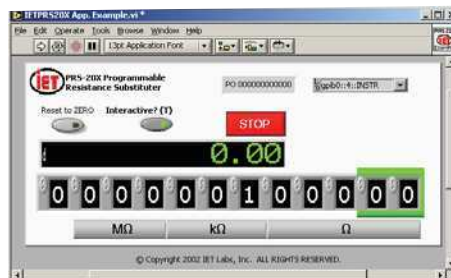 IETPRS20X App. Example.vi *
File Edit Operate Tools Browse Window Help
13pt Application Font
iET PRS-20X Programmable
Resistance Substituter
PO 000000000000
gpib0::4::INSTR
Reset to ZERO Interactive? (T)
STOP
0.00
0 0 0 0 0 0 1 0 0 0 0 0
MΩ kΩ Ω
© Copyright 2002 IET Labs, Inc. ALL RIGHTS RESERVED.